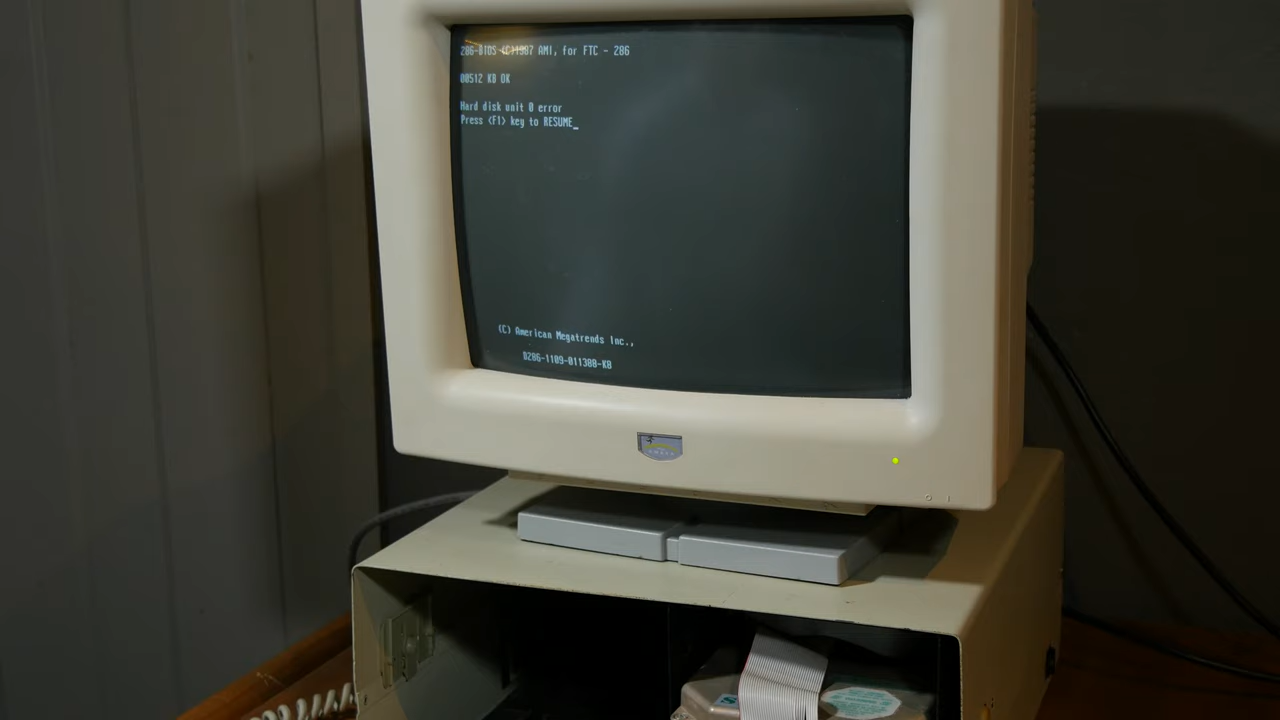 286-BIOS (C)1987 AMI, for FTC - 286
00512 KB OK
Hard disk unit 0 error
Press <F1> key to RESUME_
(C) American Megatrends Inc.,
D286-1109-011388-K8